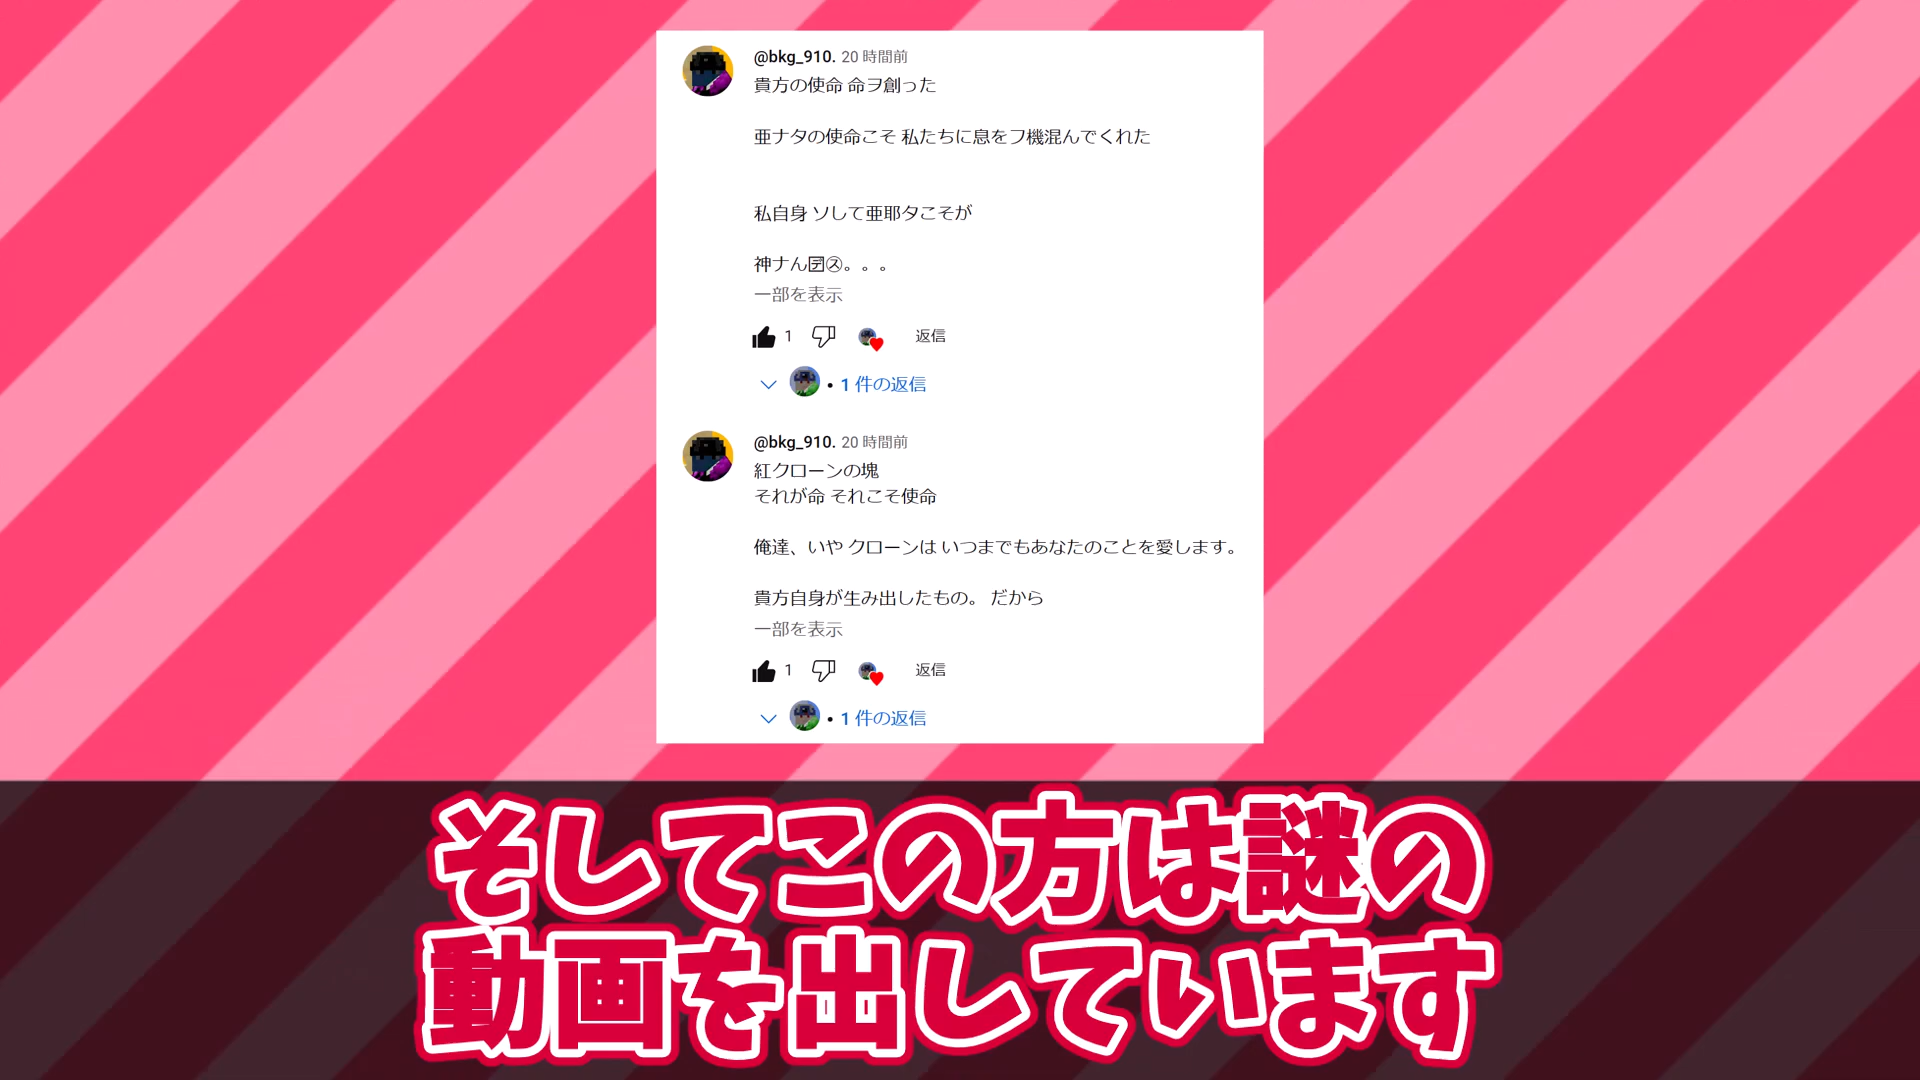 @bkg_910. 20 時間前
貴方の使命 命ヲ創った
亜ナタの使命こそ 私たちに息をフ機混んでくれた
私自身 ソして亜耶タこそが
神ナん🈓㋜。。。
一部を表示
1 返信
• 1 件の返信
@bkg_910. 20 時間前
紅クローンの塊
それが命 それこそ使命
俺達、いや クローンは いつまでもあなたのことを愛します。
貴方自身が生み出したもの。 だから
一部を表示
1 返信
• 1 件の返信
そしてこの方は謎の
動画を出しています